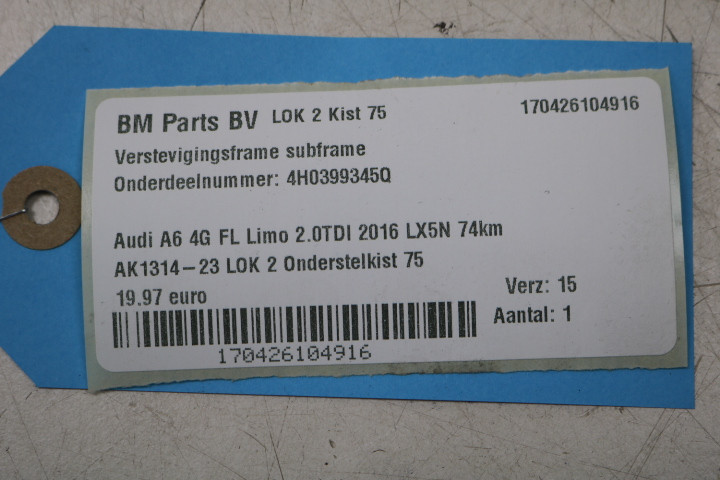 BM Parts BV LOK 2 Kist 75 170426104916
Verstevigingsframe subframe
Onderdeelnummer: 4H0399345Q
Audi A6 4G FL Limo 2.0TDI 2016 LX5N 74km
AK1314-23 LOK 2 Onderstelkist 75
19.97 euro Verz: 15
Aantal: 1
170426104916